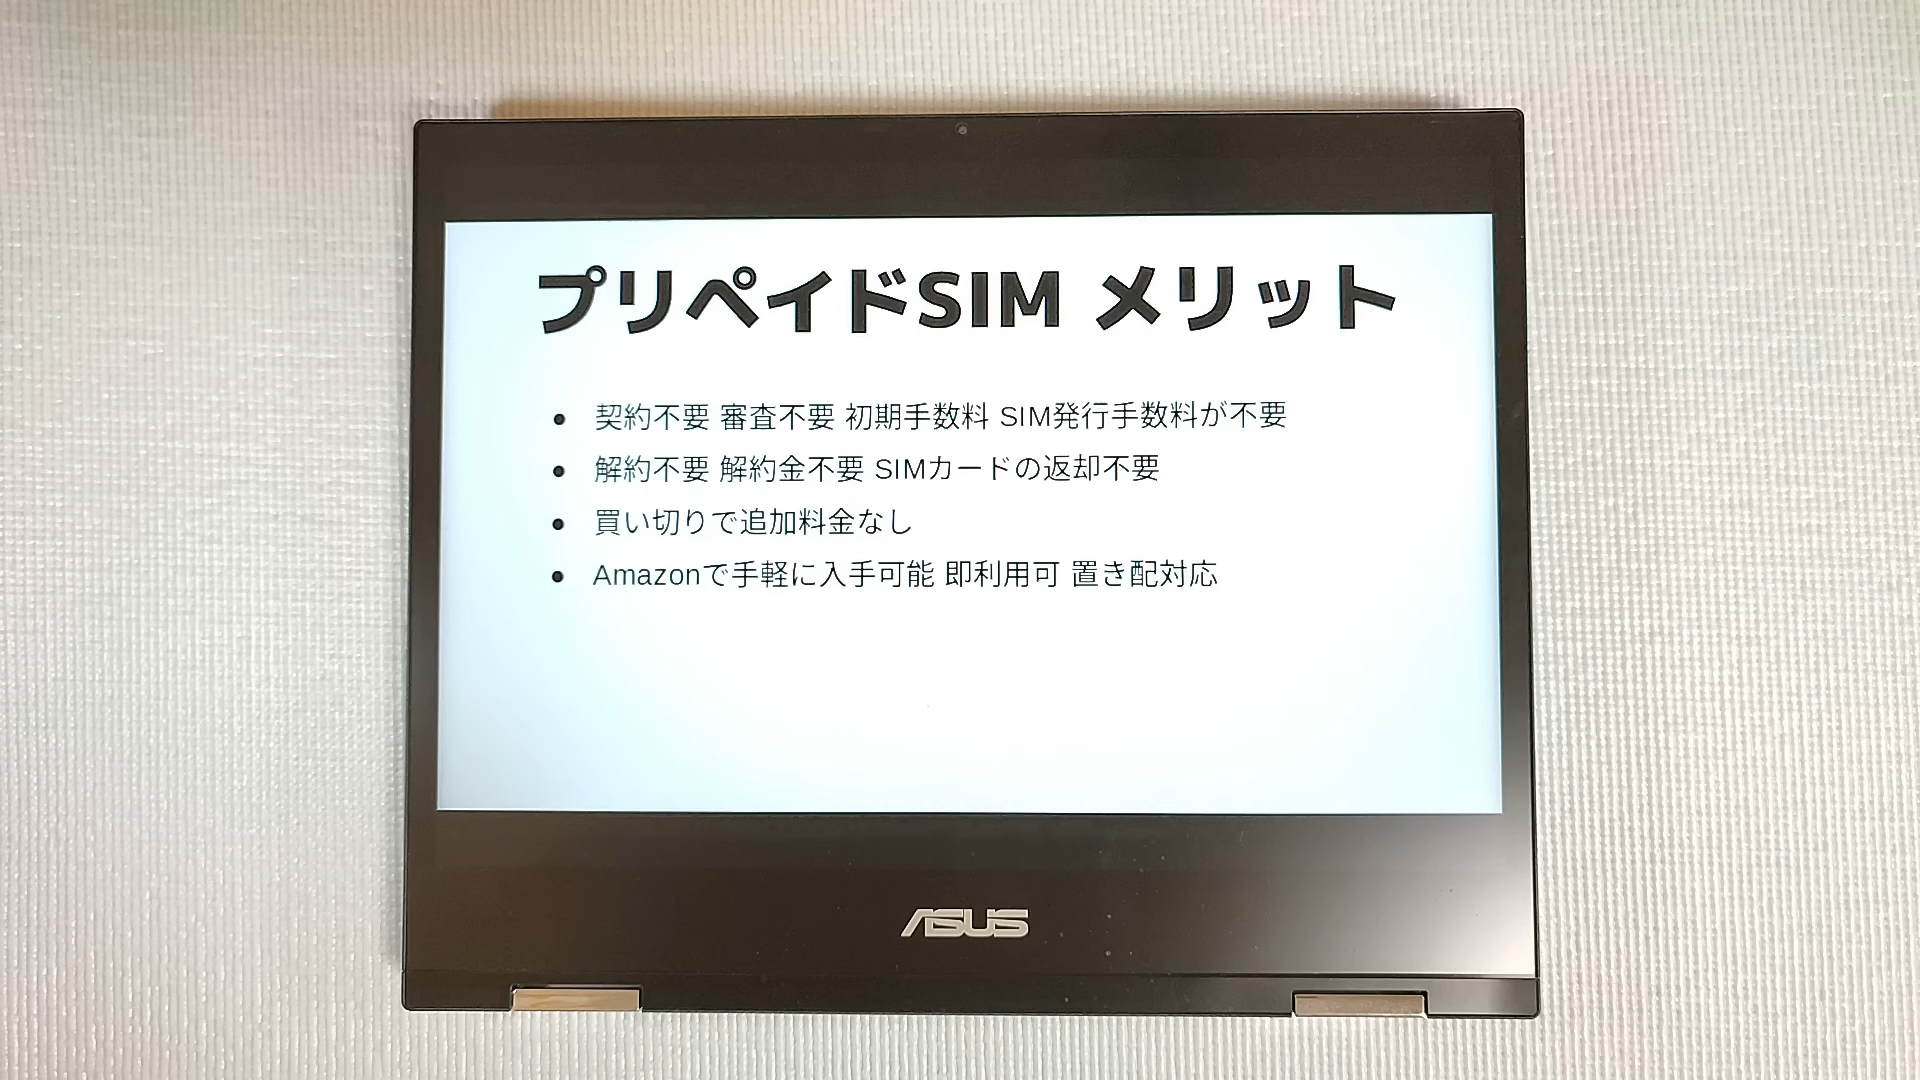 プリペイドSIM メリット
• 契約不要 審査不要 初期手数料 SIM発行手数料が不要
• 解約不要 解約金不要 SIMカードの返却不要
• 買い切りで追加料金なし
• Amazonで手軽に入手可能 即利用可 置き配対応
ASUS